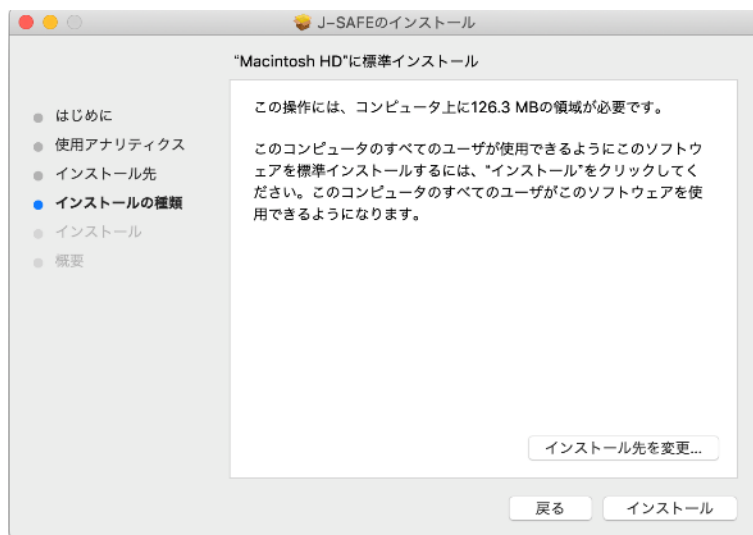 J-SAFEのインストール
"Macintosh HD"に標準インストール
はじめに
使用アナリティクス
インストール先
インストールの種類
インストール
概要
この操作には、コンピュータ上に126.3 MBの領域が必要です。
このコンピュータのすべてのユーザが使用できるようにこのソフトウ
ェアを標準インストールするには、“インストール”をクリックしてく
ださい。このコンピュータのすべてのユーザがこのソフトウェアを使
用できるようになります。
インストール先を変更...
戻る
インストール